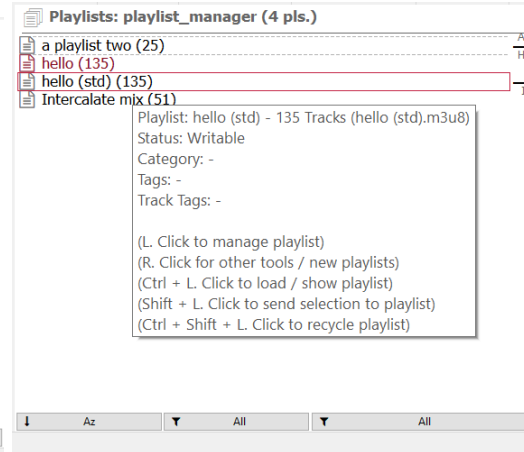 Playlists: playlist_manager (4 pls.)
A
a playlist two (25)
H
hello (135)
hello (std) (135)
I
Intercalate mix (51)
Playlist: hello (std) - 135 Tracks (hello (std).m3u8)
Status: Writable
Category: -
Tags: -
Track Tags: -
(L. Click to manage playlist)
(R. Click for other tools / new playlists)
(Ctrl + L. Click to load / show playlist)
(Shift + L. Click to send selection to playlist)
(Ctrl + Shift + L. Click to recycle playlist)
Az All All